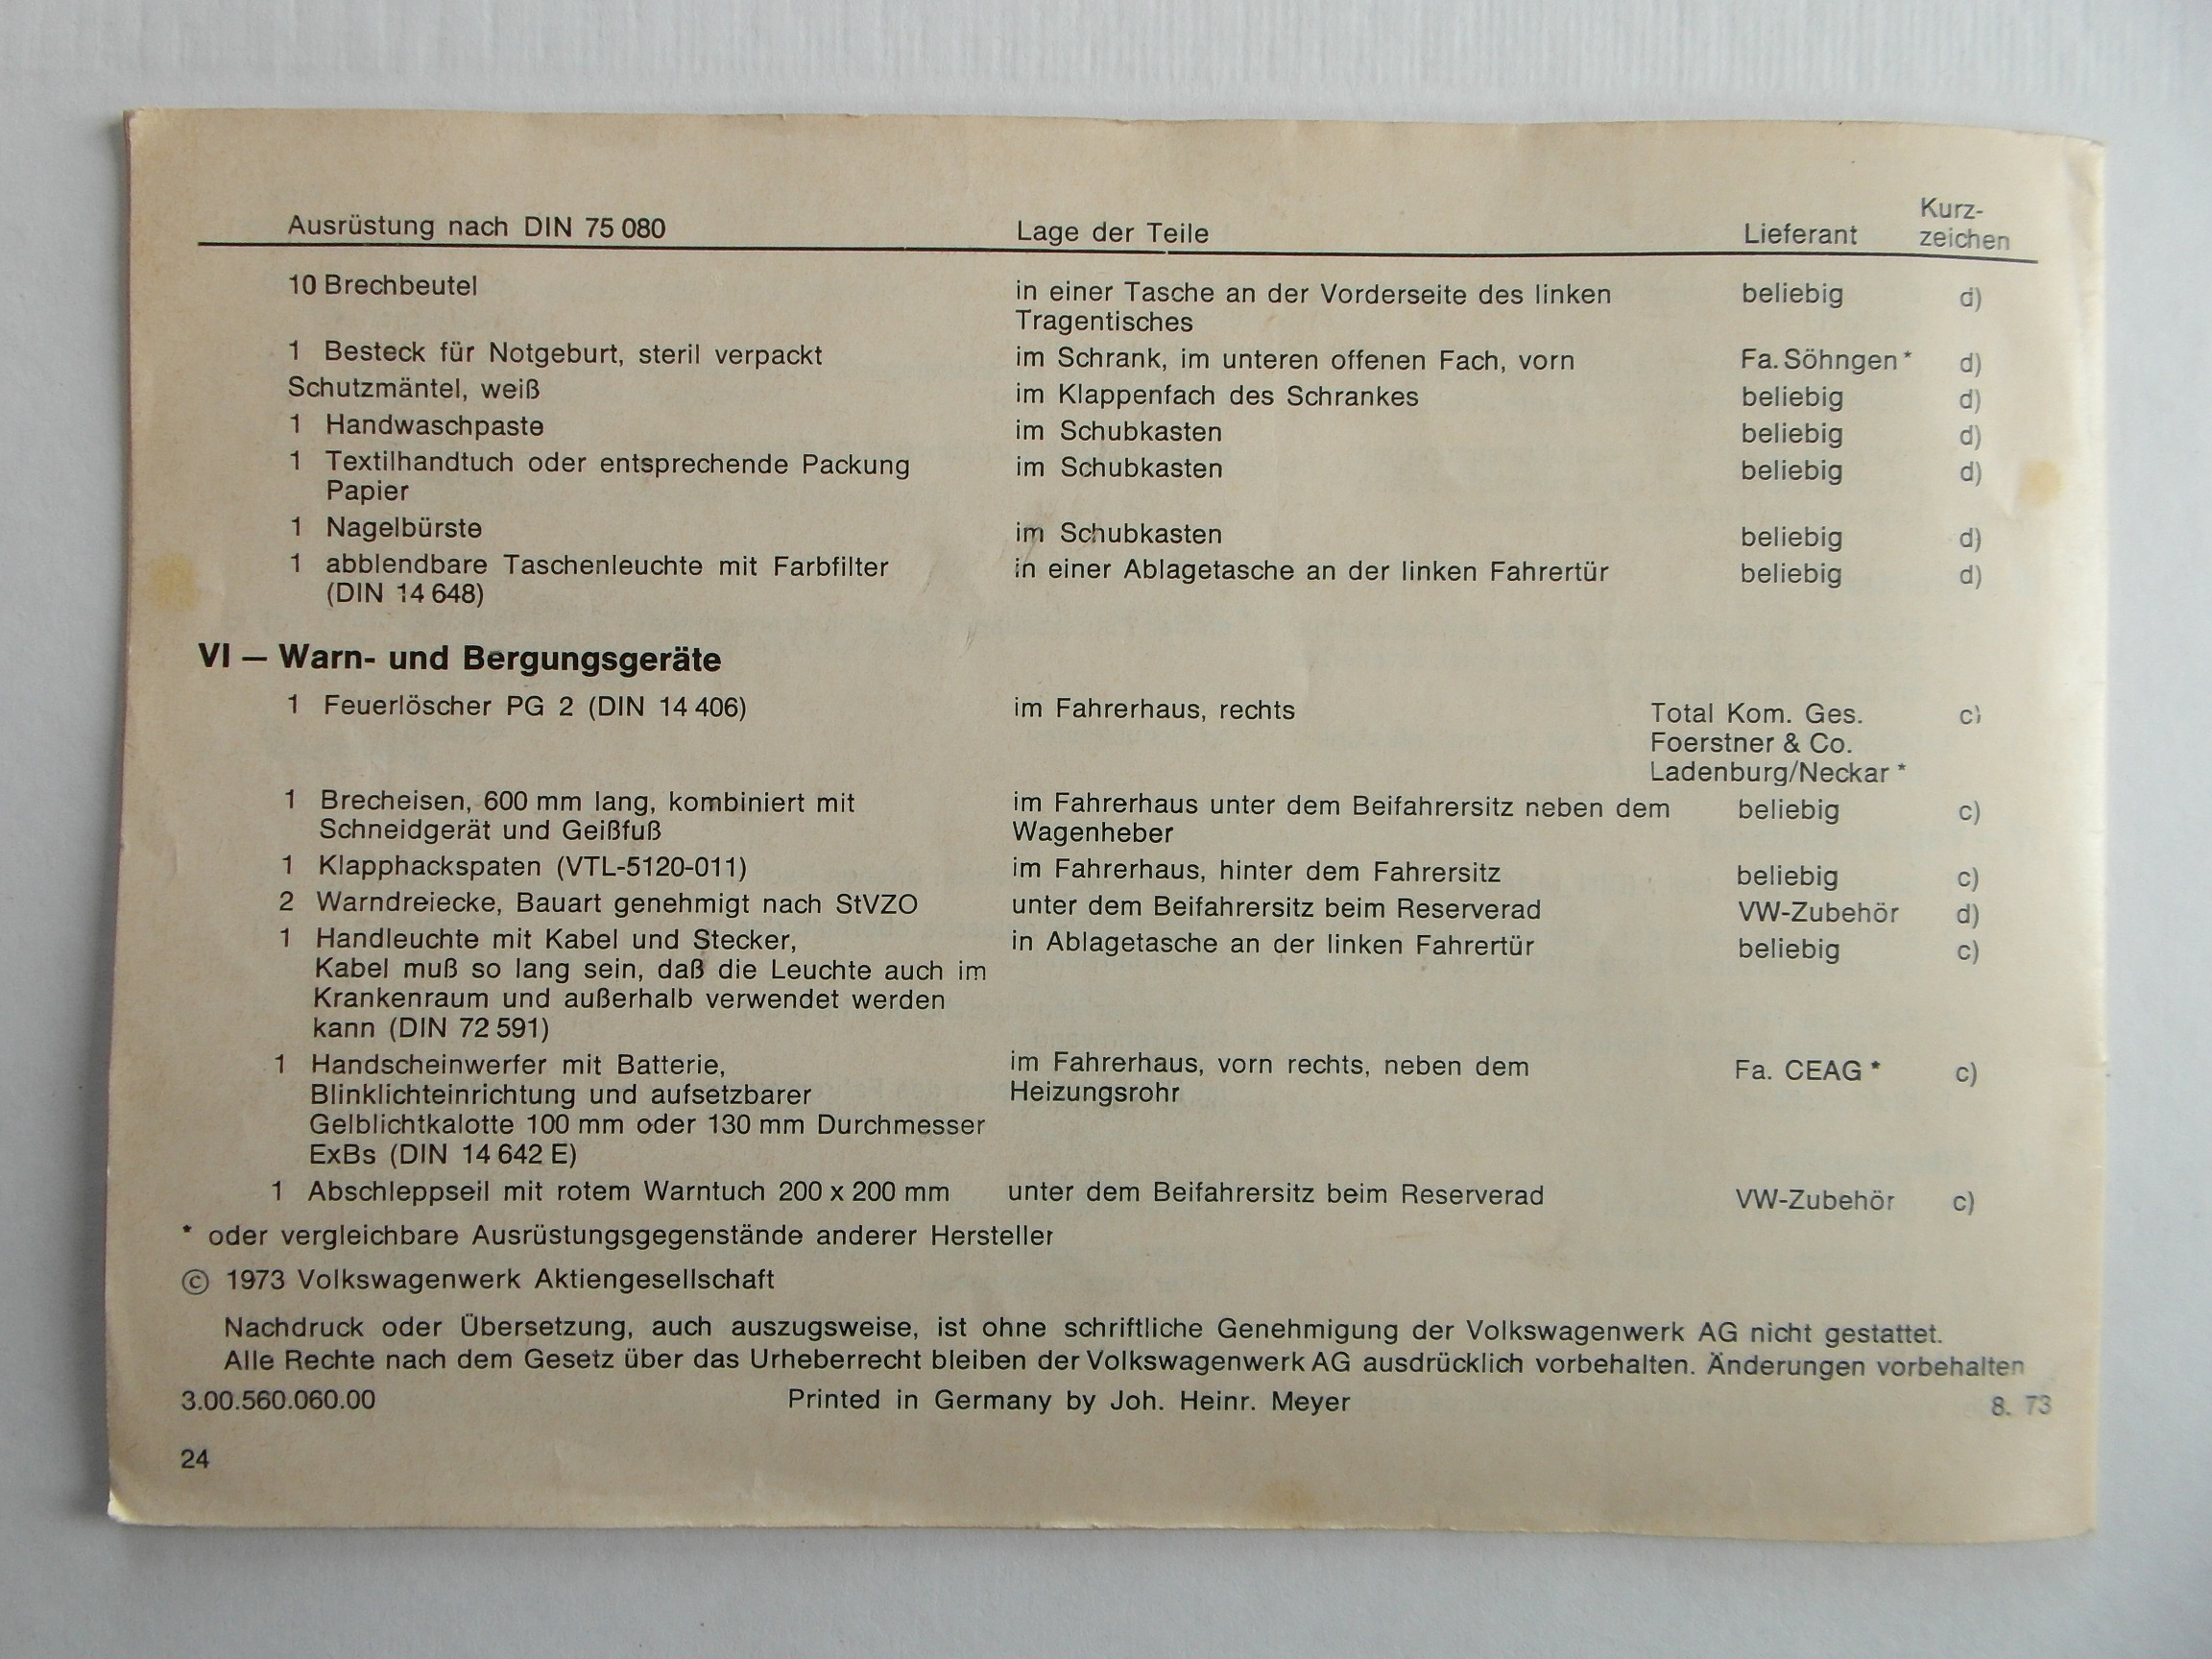 Ausrüstung nach DIN 75 080 Lage der Teile Lieferant Kurz-
zeichen
10 Brechbeutel in einer Tasche an der Vorderseite des linken beliebig d)
Tragentisches
1 Besteck für Notgeburt, steril verpackt im Schrank, im unteren offenen Fach, vorn Fa. Söhngen * d)
Schutzmäntel, weiß im Klappenfach des Schrankes beliebig d)
1 Handwaschpaste im Schubkasten beliebig d)
1 Textilhandtuch oder entsprechende Packung im Schubkasten beliebig d)
Papier
1 Nagelbürste im Schubkasten beliebig d)
1 abblendbare Taschenleuchte mit Farbfilter in einer Ablagetasche an der linken Fahrertür beliebig d)
(DIN 14 648)
VI — Warn- und Bergungsgeräte
1 Feuerlöscher PG 2 (DIN 14 406) im Fahrerhaus, rechts Total Kom. Ges. c)
Foerstner & Co.
Ladenburg/Neckar *
1 Brecheisen, 600 mm lang, kombiniert mit im Fahrerhaus unter dem Beifahrersitz neben dem beliebig c)
Schneidgerät und Geißfuß Wagenheber
1 Klapphackspaten (VTL-5120-011) im Fahrerhaus, hinter dem Fahrersitz beliebig c)
2 Warndreiecke, Bauart genehmigt nach StVZO unter dem Beifahrersitz beim Reserverad VW-Zubehör d)
1 Handleuchte mit Kabel und Stecker, in Ablagetasche an der linken Fahrertür beliebig c)
Kabel muß so lang sein, daß die Leuchte auch im
Krankenraum und außerhalb verwendet werden
kann (DIN 72 591)
1 Handscheinwerfer mit Batterie, im Fahrerhaus, vorn rechts, neben dem Fa. CEAG * c)
Blinklichteinrichtung und aufsetzbarer Heizungsrohr
Gelblichtkalotte 100 mm oder 130 mm Durchmesser
ExBs (DIN 14 642 E)
1 Abschleppseil mit rotem Warntuch 200 x 200 mm unter dem Beifahrersitz beim Reserverad VW-Zubehör c)
* oder vergleichbare Ausrüstungsgegenstände anderer Hersteller
© 1973 Volkswagenwerk Aktiengesellschaft
Nachdruck oder Übersetzung, auch auszugsweise, ist ohne schriftliche Genehmigung der Volkswagenwerk AG nicht gestattet.
Alle Rechte nach dem Gesetz über das Urheberrecht bleiben der Volkswagenwerk AG ausdrücklich vorbehalten. Änderungen vorbehalten
3.00.560.060.00 Printed in Germany by Joh. Heinr. Meyer 8. 73
24